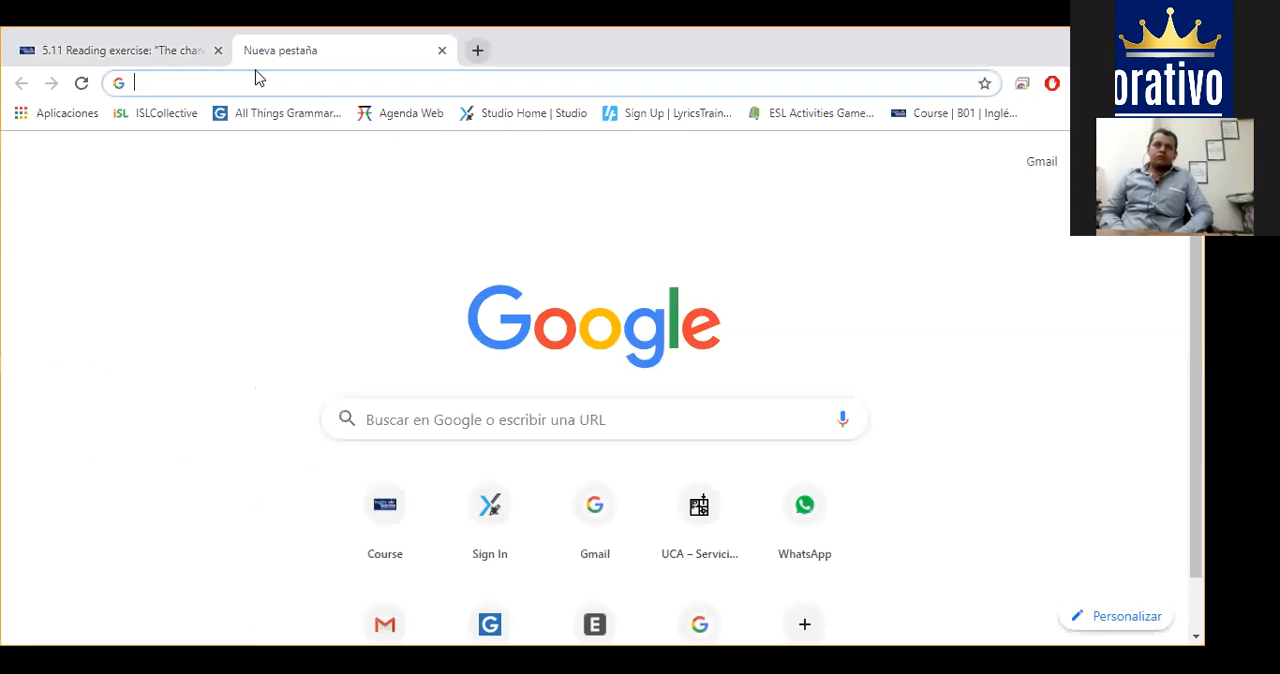 5.11 Reading exercise: "The chan
Nueva pestaña
Aplicaciones
iSL ISLCollective
G All Things Grammar...
Agenda Web
Studio Home | Studio
Sign Up | LyricsTrain...
ESL Activities Game...
Course | B01 | Inglé...
orativo
Gmail
Google
Buscar en Google o escribir una URL
Course
Sign In
Gmail
UCA – Servici...
WhatsApp
Personalizar